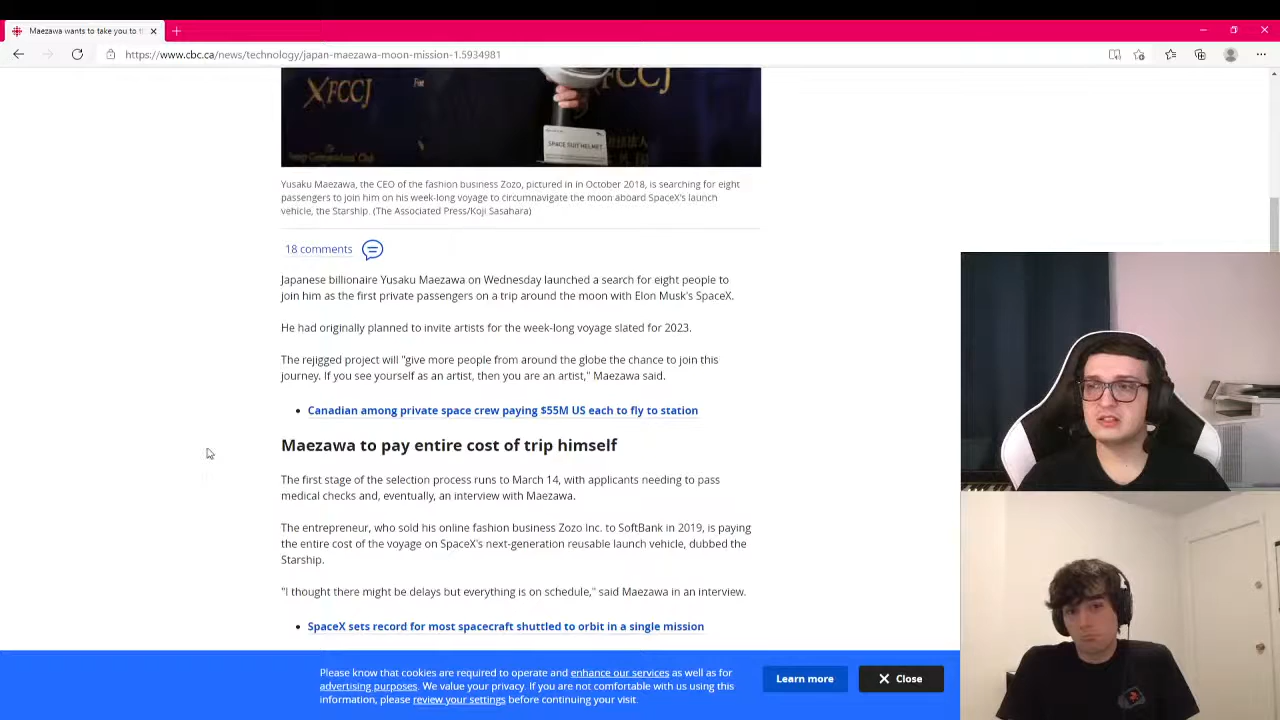 Maezawa wants to take you to t
https://www.cbc.ca/news/technology/japan-maezawa-moon-mission-1.5934981
XFCCJ
FCCJ
SPACE SUIT HELMET
Yusaku Maezawa, the CEO of the fashion business Zozo, pictured in in October 2018, is searching for eight
passengers to join him on his week-long voyage to circumnavigate the moon aboard SpaceX's launch
vehicle, the Starship. (The Associated Press/Koji Sasahara)
18 comments
Japanese billionaire Yusaku Maezawa on Wednesday launched a search for eight people to
join him as the first private passengers on a trip around the moon with Elon Musk's SpaceX.
He had originally planned to invite artists for the week-long voyage slated for 2023.
The rejigged project will "give more people from around the globe the chance to join this
journey. If you see yourself as an artist, then you are an artist," Maezawa said.
• Canadian among private space crew paying $55M US each to fly to station
Maezawa to pay entire cost of trip himself
The first stage of the selection process runs to March 14, with applicants needing to pass
medical checks and, eventually, an interview with Maezawa.
The entrepreneur, who sold his online fashion business Zozo Inc. to SoftBank in 2019, is paying
the entire cost of the voyage on SpaceX's next-generation reusable launch vehicle, dubbed the
Starship.
"I thought there might be delays but everything is on schedule," said Maezawa in an interview.
• SpaceX sets record for most spacecraft shuttled to orbit in a single mission
Please know that cookies are required to operate and enhance our services as well as for
advertising purposes. We value your privacy. If you are not comfortable with us using this
information, please review your settings before continuing your visit.
Learn more
Close